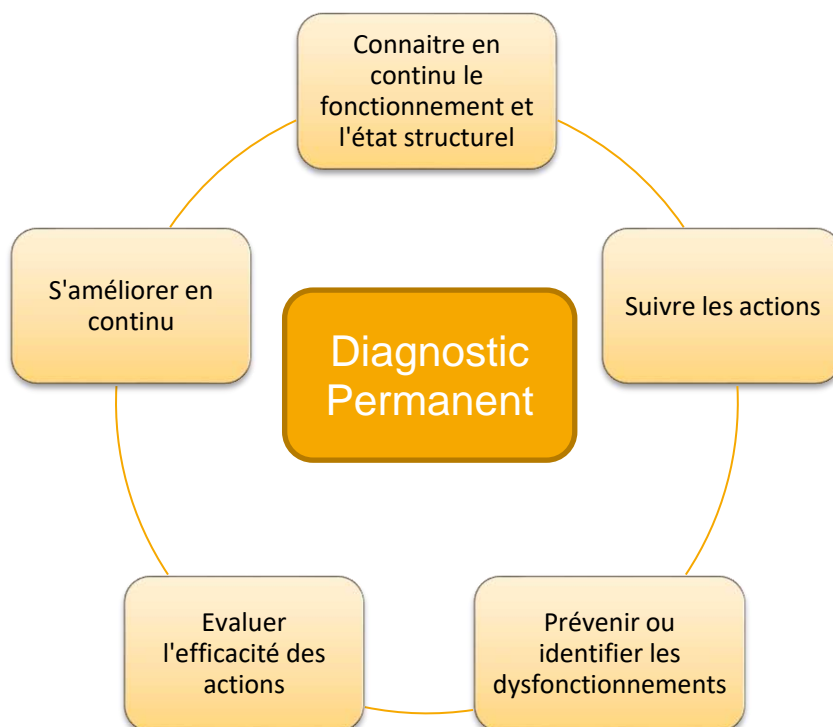 Connaitre en
continu le
fonctionnement et
l'état structurel
S'améliorer en
continu
Diagnostic
Permanent
Suivre les actions
Evaluer
l'efficacité des
actions
Prévenir ou
identifier les
dysfonctionnements